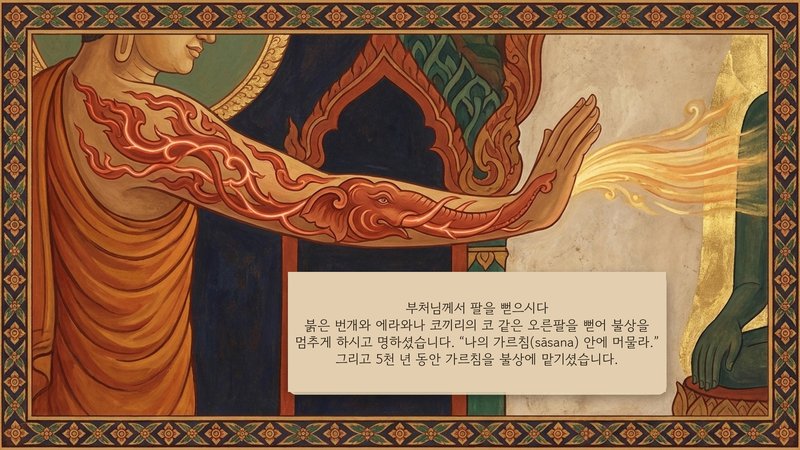 부처님께서 팔을 뻗으시다
붉은 번개와 에라와나 코끼리의 코 같은 오른팔을 뻗어 불상을
멈추게 하시고 명하셨습니다. “나의 가르침(sāsana) 안에 머물라.”
그리고 5천 년 동안 가르침을 불상에 맡기셨습니다.